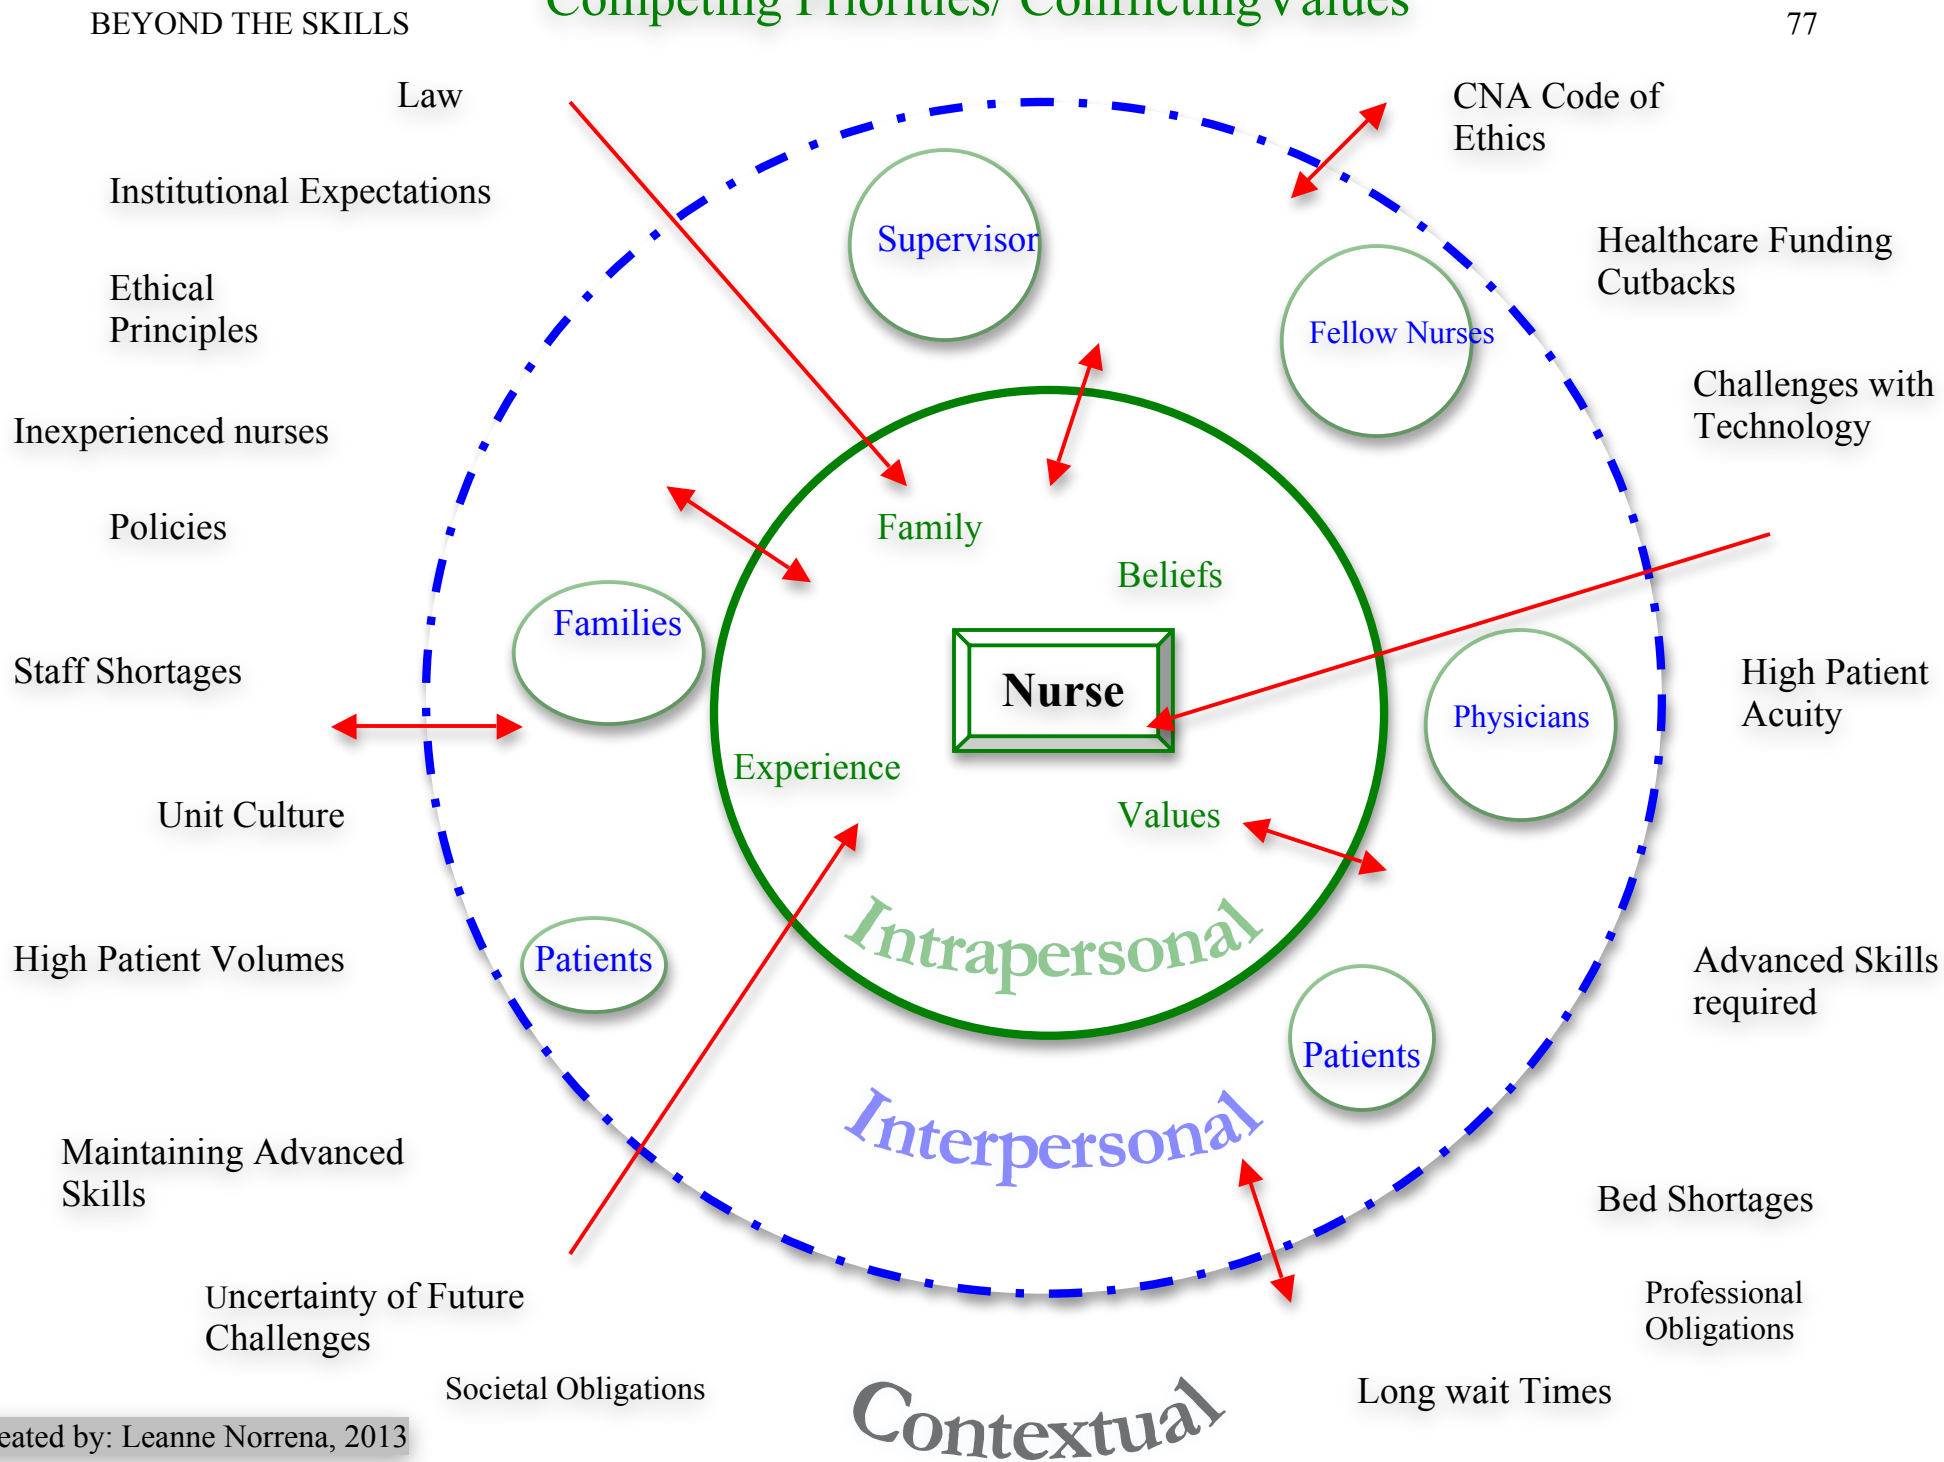 Competing Priorities/ ConflictingValues
BEYOND THE SKILLS
77
Law
CNA Code of
Ethics
Institutional Expectations
Supervisor
Healthcare Funding
Cutbacks
Ethical
Principles
Fellow Nurses
Challenges with
Technology
Inexperienced nurses
Policies
Family
Beliefs
Families
Staff Shortages
Nurse
Physicians
High Patient
Acuity
Experience
Unit Culture
Values
Intrapersonal
High Patient Volumes
Patients
Advanced Skills
required
Patients
Interpersonal
Maintaining Advanced
Skills
Bed Shortages
Uncertainty of Future
Challenges
Professional
Obligations
Societal Obligations
Long wait Times
Contextual
eated by: Leanne Norrena, 2013